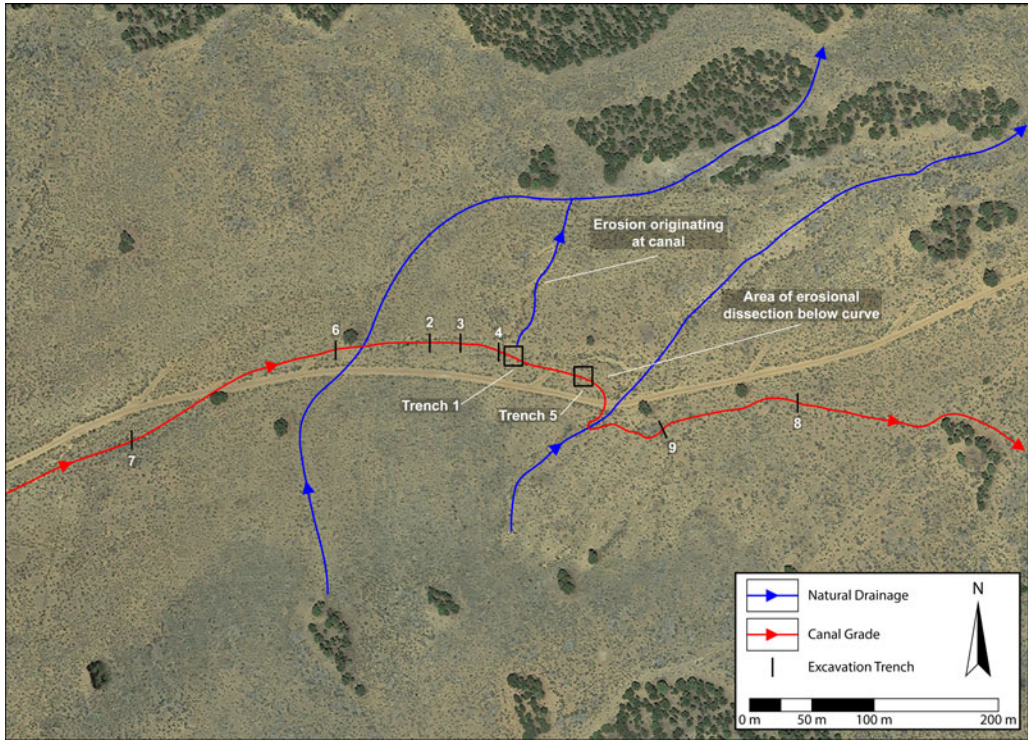 Erosion originating
at canal
Area of erosional
dissection below curve
6
2
3
4
Trench 1
Trench 5
7
9
8
N
Natural Drainage
Canal Grade
Excavation Trench
0 m
50 m
100 m
200 m